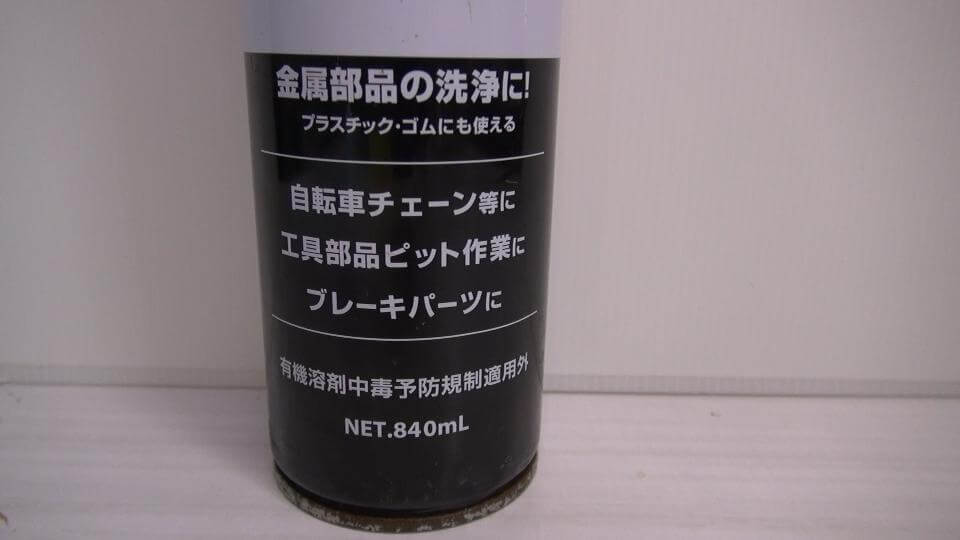 金属部品の洗浄に!
プラスチック・ゴムにも使える
自転車チェーン等に
工具部品ピット作業に
ブレーキパーツに
有機溶剤中毒予防規制適用外
NET.840mL